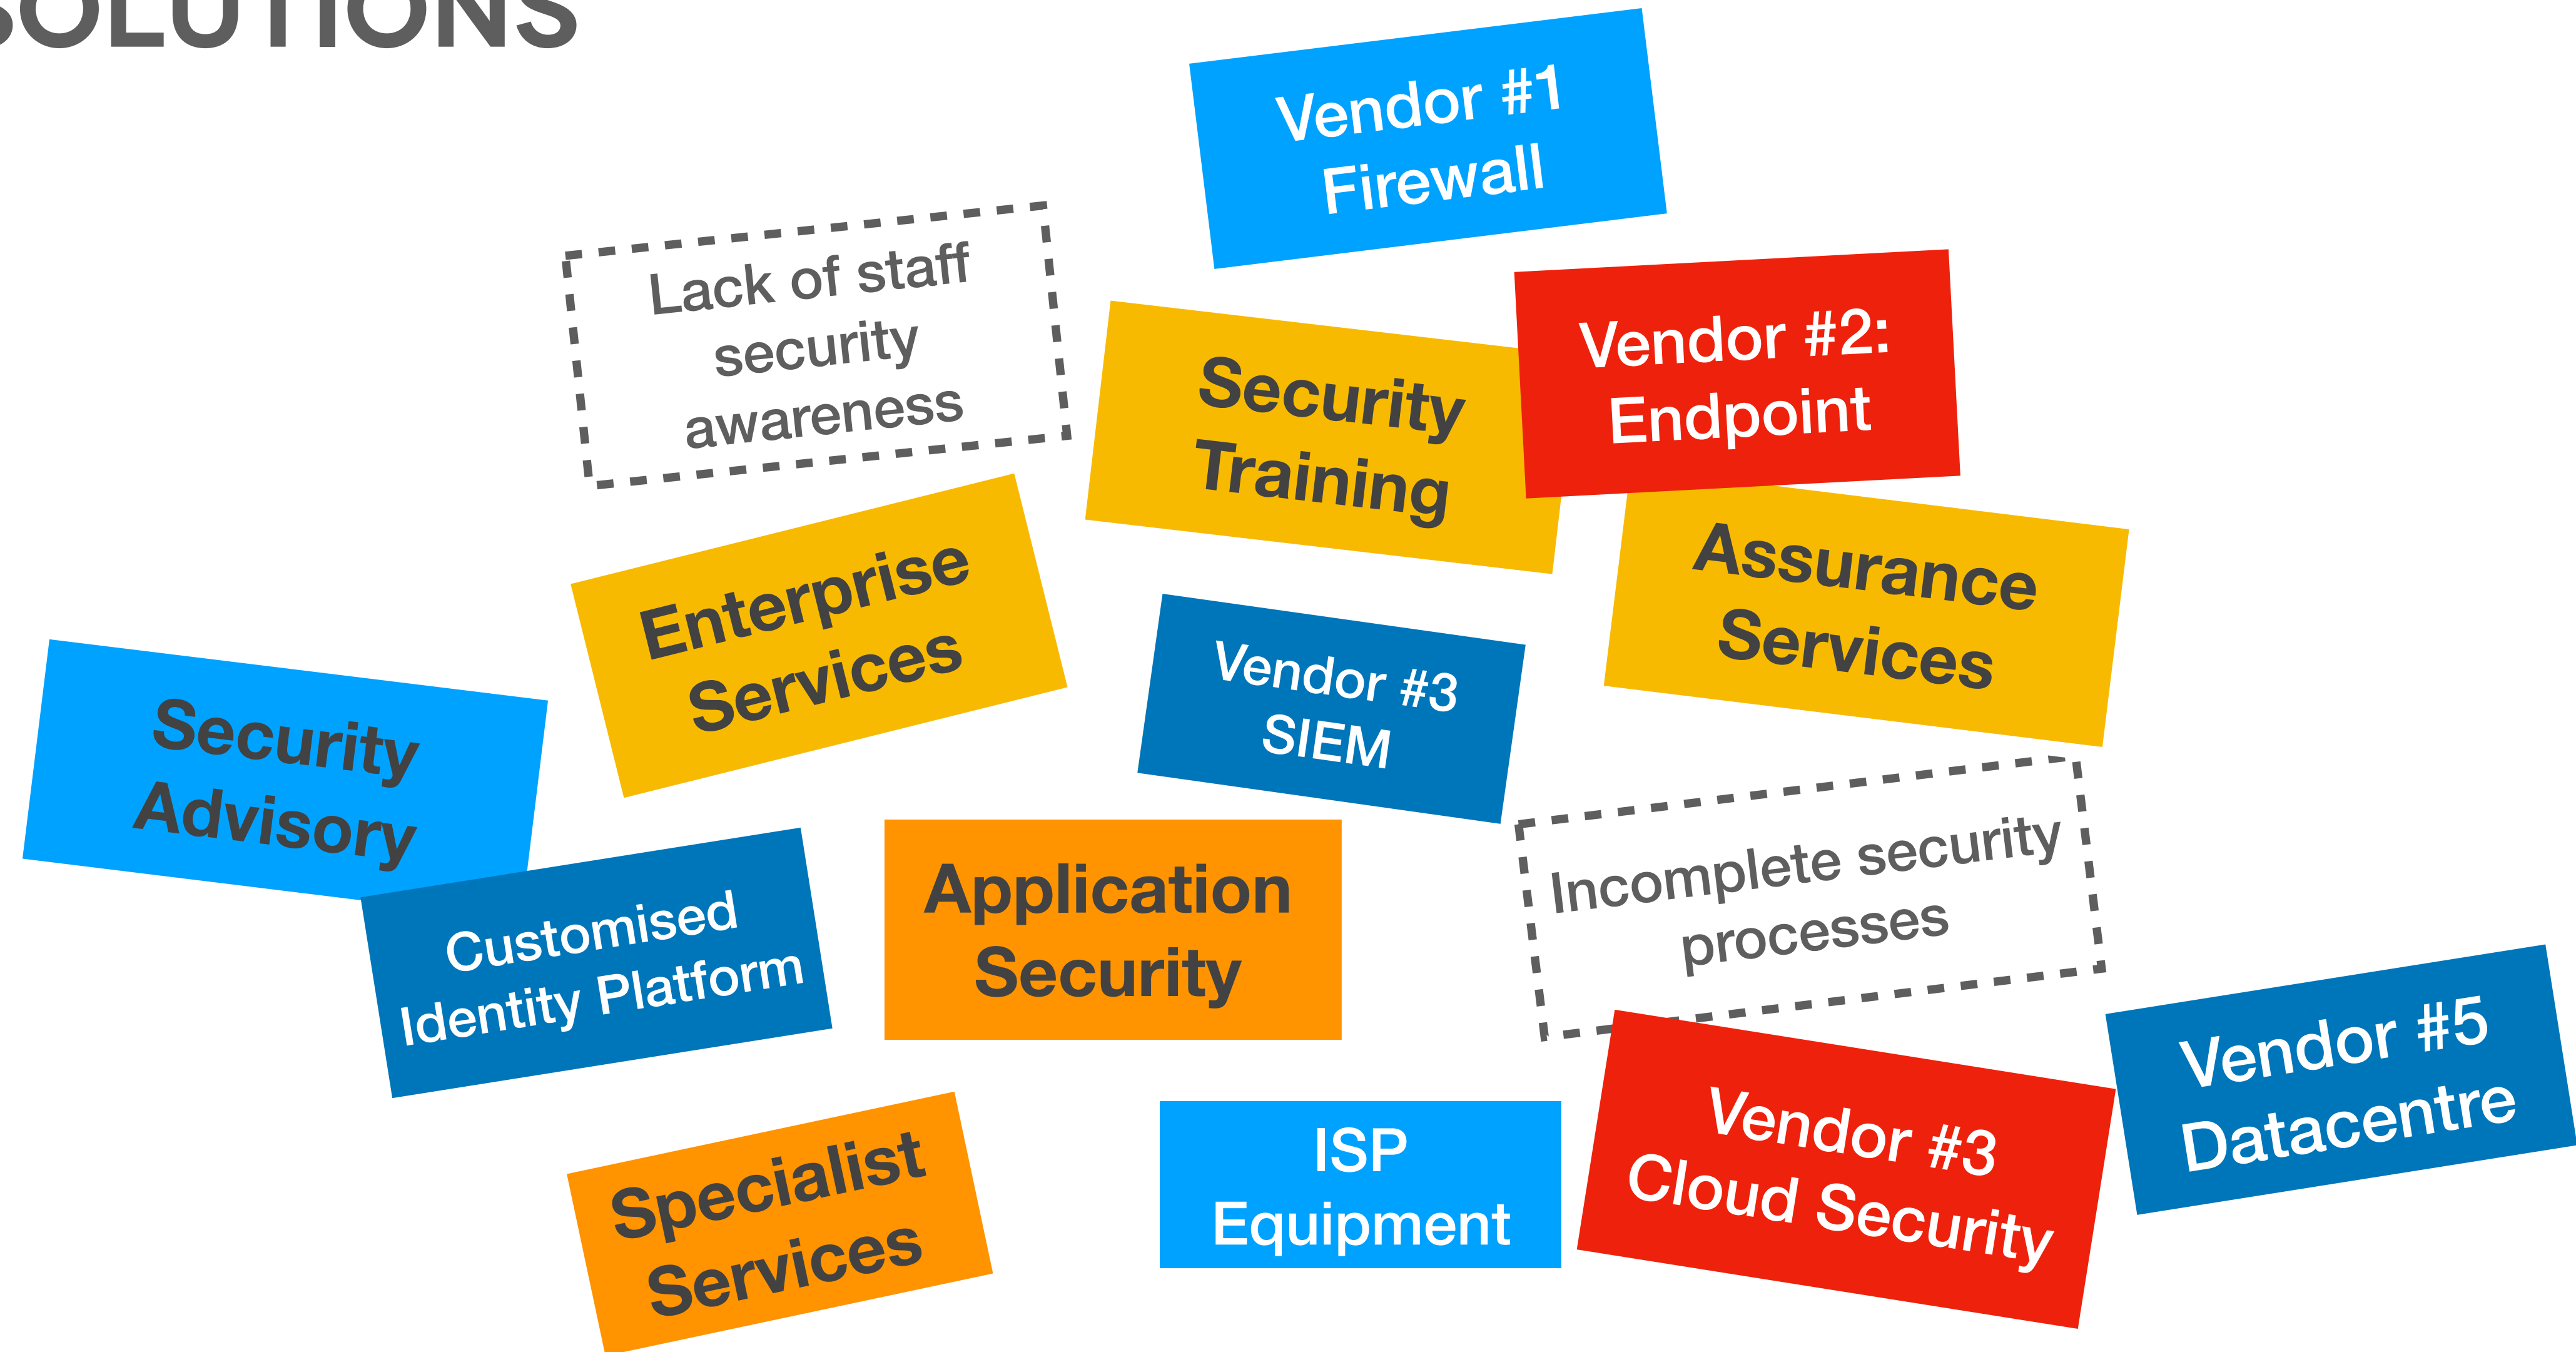 SOLUTIONS
Vendor #1
Firewall
Lack of staff
security
awareness
Security
Training
Vendor #2:
Endpoint
Enterprise
Services
Assurance
Services
Vendor #3
SIEM
Security
Advisory
Customised
Identity Platform
Application
Security
Incomplete security
processes
Vendor #5
Datacentre
Specialist
Services
ISP
Equipment
Vendor #3
Cloud Security